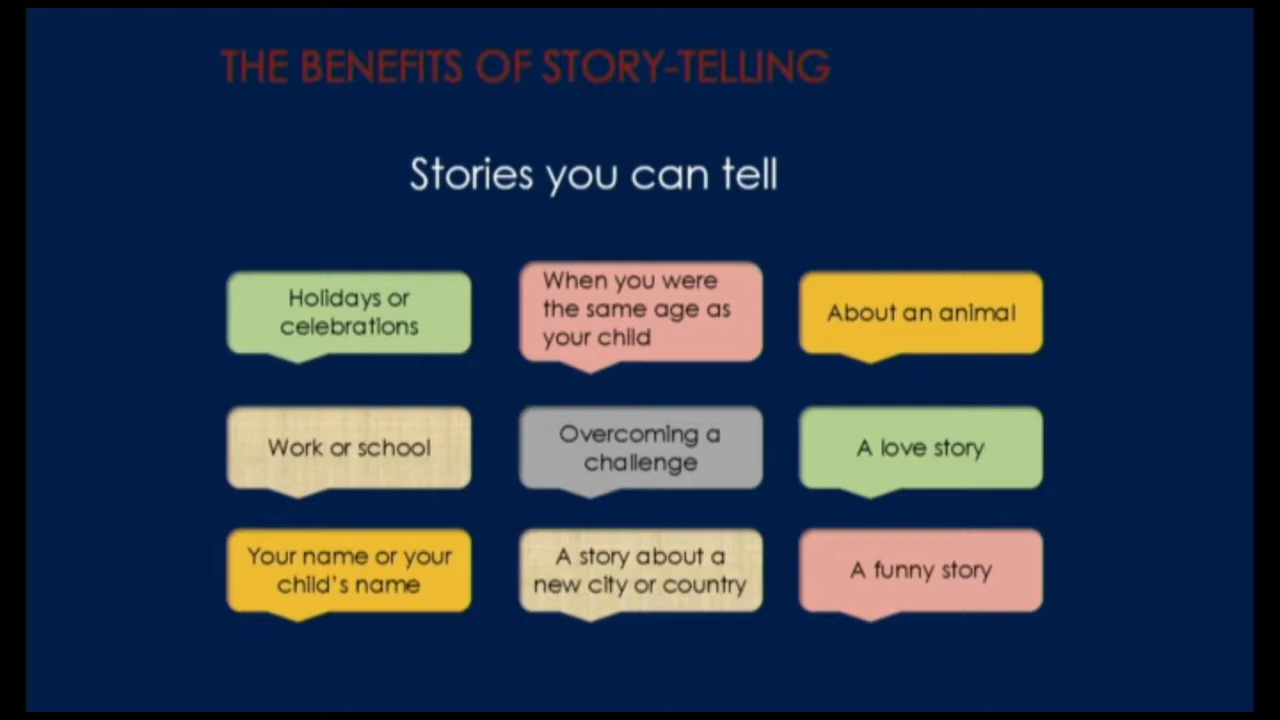 THE BENEFITS OF STORY-TELLING
Stories you can tell
Holidays or
celebrations
When you were
the same age as
your child
About an animal
Work or school
Overcoming a
challenge
A love story
Your name or your
child's name
A story about a
new city or country
A funny story